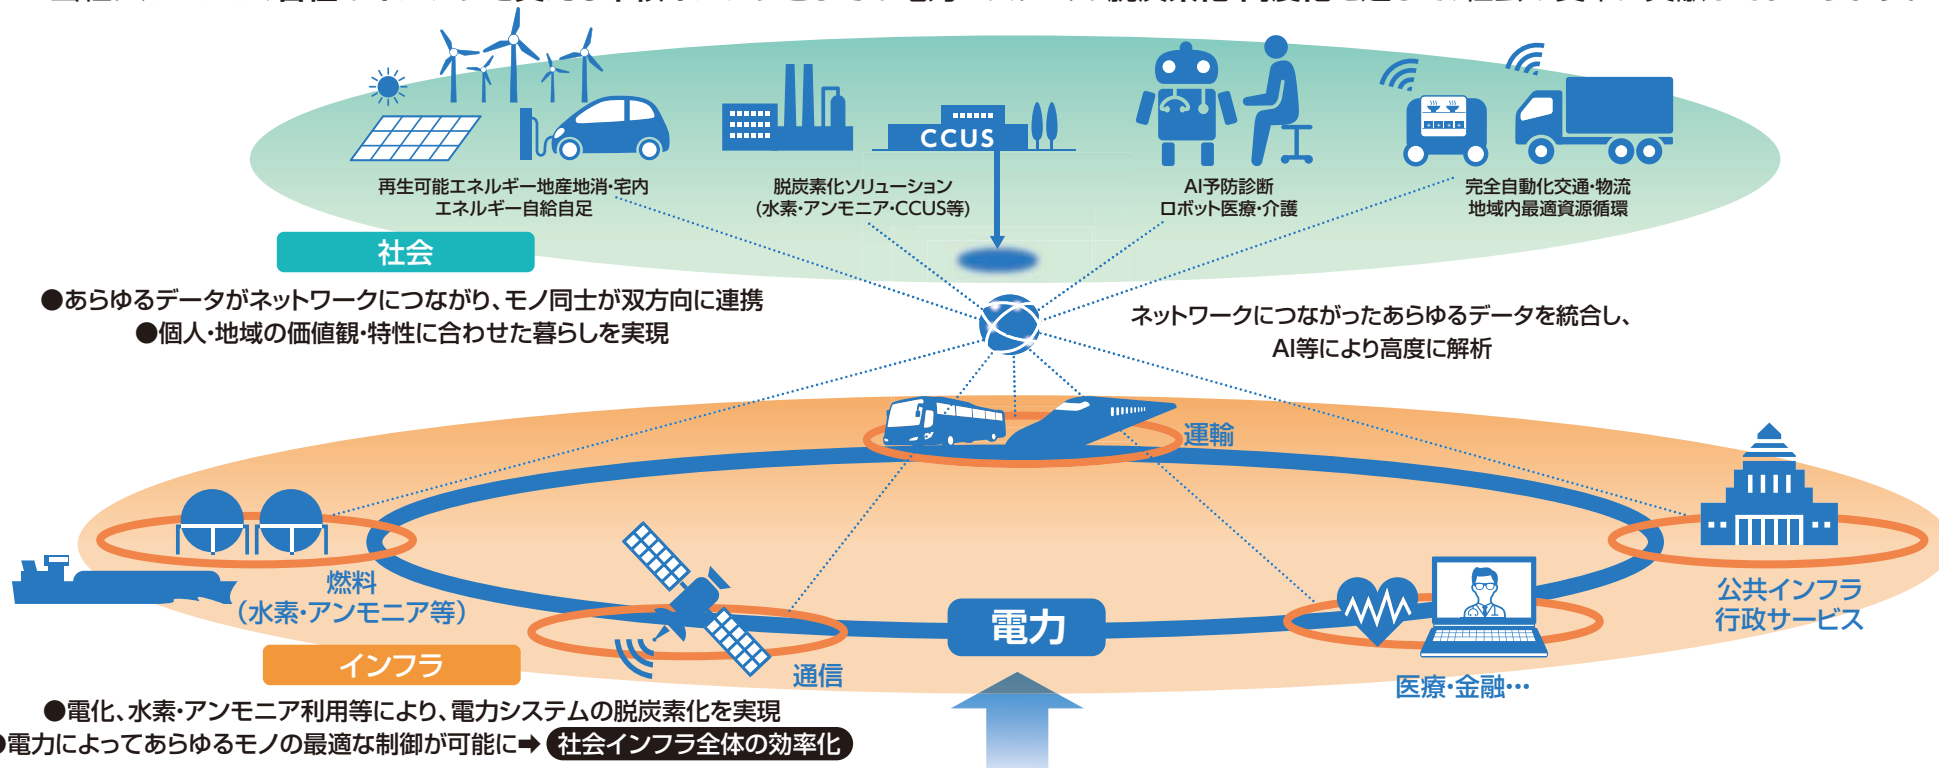 CCUS
再生可能エネルギー地産地消・宅内
エネルギー自給自足
脱炭素化ソリューション
(水素・アンモニア・CCUS等)
AI予防診断
ロボット医療・介護
完全自動化交通・物流
地域内最適資源循環
社会
●あらゆるデータがネットワークにつながり、モノ同士が双方向に連携
●個人・地域の価値観・特性に合わせた暮らしを実現
ネットワークにつながったあらゆるデータを統合し、
AI等により高度に解析
運輸
燃料
(水素・アンモニア等)
公共インフラ
行政サービス
電力
通信
医療・金融…
インフラ
●電化、水素・アンモニア利用等により、電力システムの脱炭素化を実現
●電力によってあらゆるモノの最適な制御が可能に➡ 社会インフラ全体の効率化